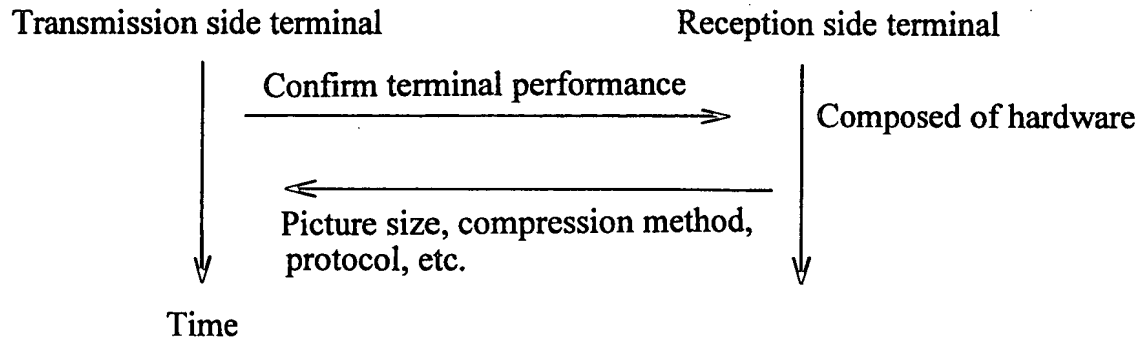 Transmission side terminal
Reception side terminal
Confirm terminal performance
Composed of hardware
Picture size, compression method,
protocol, etc.
Time